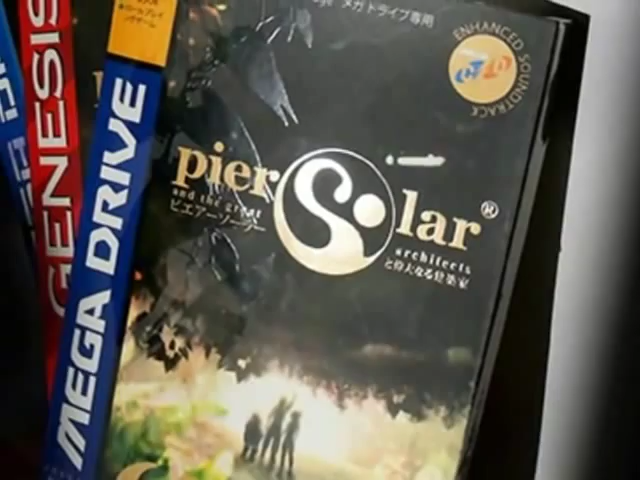 メガドライブ専用
ENHANCED SOUNDTRACK
GENESIS
MEGA DRIVE
pier Solar®
and the great
architects
ピエアーソーラー
と偉大なる建築家